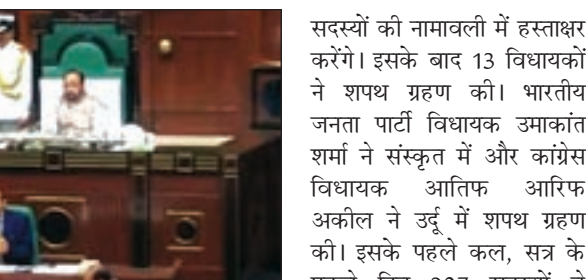 सदस्यों की नामावली में हस्ताक्षर
करेंगे। इसके बाद 13 विधायकों
ने शपथ ग्रहण की। भारतीय
जनता पार्टी विधायक उमाकांत
शर्मा ने संस्कृत में और कांग्रेस
विधायक आतिफ आरिफ
अकील ने उर्दू में शपथ ग्रहण
की। इसके पहले कल, सत्र के